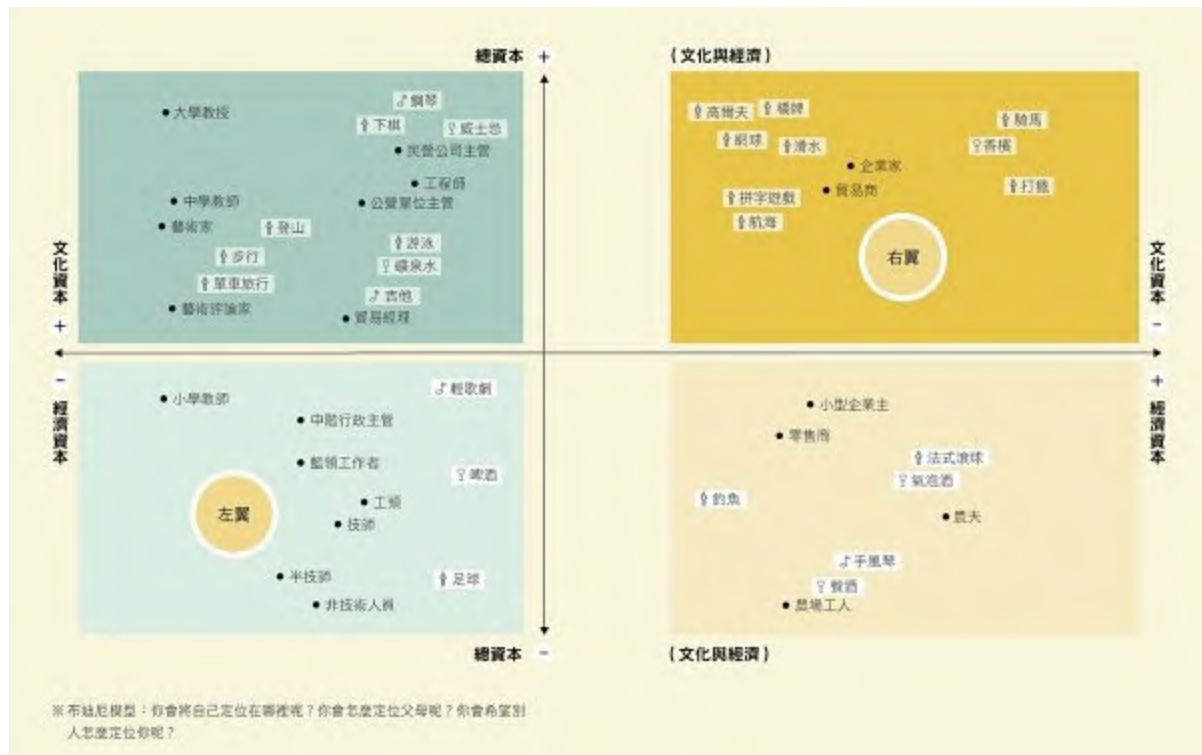 總資本 +
(文化與經濟)
大學教授
鋼琴
下棋
威士忌
民營公司主管
工程師
中學教師
公營單位主管
藝術家
登山
步行
游泳
礦泉水
單車旅行
吉他
藝術評論家
貿易經理
高爾夫
橋牌
騎馬
網球
滑水
香檳
企業家
貿易商
打獵
拼字遊戲
航海
右翼
文化資本 +
文化資本 -
- 經濟資本
+ 經濟資本
小學教師
輕歌劇
中階行政主管
藍領工作者
啤酒
工頭
技師
左翼
半技師
足球
非技術人員
小型企業主
零售商
法式滾球
氣泡酒
釣魚
農夫
手風琴
餐酒
農場工人
總資本 -
(文化與經濟)
※ 布迪厄模型:你會將自己定位在哪裡呢?你會怎麼定位父母呢?你會希望別
人怎麼定位你呢?